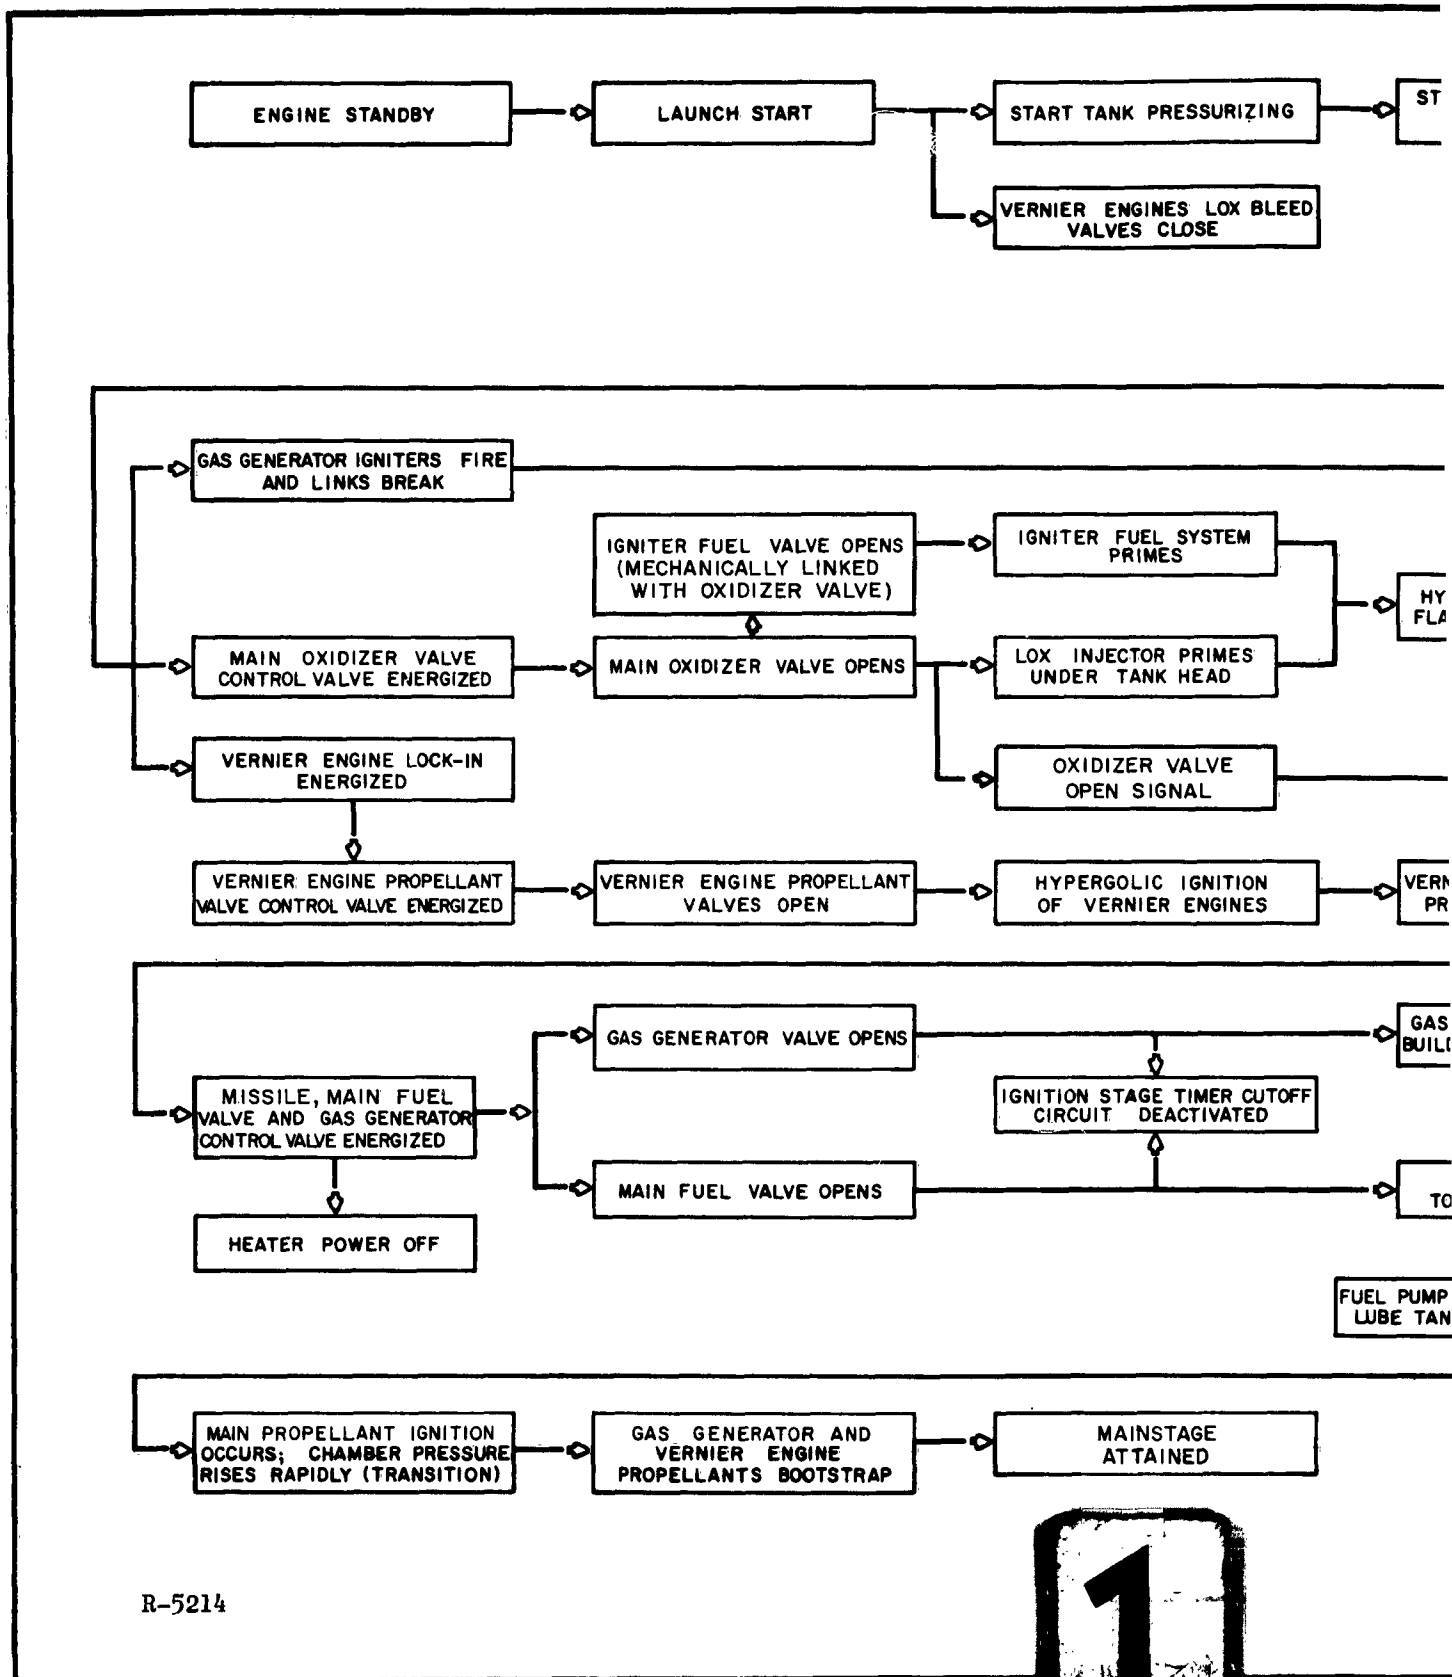 ENGINE STANDBY
LAUNCH START
START TANK PRESSURIZING
ST
VERNIER ENGINES LOX BLEED
VALVES CLOSE
GAS GENERATOR IGNITERS FIRE
AND LINKS BREAK
IGNITER FUEL VALVE OPENS
(MECHANICALLY LINKED
WITH OXIDIZER VALVE)
IGNITER FUEL SYSTEM
PRIMES
HY
FLA
MAIN OXIDIZER VALVE
CONTROL VALVE ENERGIZED
MAIN OXIDIZER VALVE OPENS
LOX INJECTOR PRIMES
UNDER TANK HEAD
VERNIER ENGINE LOCK-IN
ENERGIZED
OXIDIZER VALVE
OPEN SIGNAL
VERNIER ENGINE PROPELLANT
VALVE CONTROL VALVE ENERGIZED
VERNIER ENGINE PROPELLANT
VALVES OPEN
HYPERGOLIC IGNITION
OF VERNIER ENGINES
VERN
PR
GAS GENERATOR VALVE OPENS
GAS
BUIL
MISSILE, MAIN FUEL
VALVE AND GAS GENERATOR
CONTROL VALVE ENERGIZED
IGNITION STAGE TIMER CUTOFF
CIRCUIT DEACTIVATED
MAIN FUEL VALVE OPENS
TO
HEATER POWER OFF
FUEL PUMP
LUBE TAN
MAIN PROPELLANT IGNITION
OCCURS; CHAMBER PRESSURE
RISES RAPIDLY (TRANSITION)
GAS GENERATOR AND
VERNIER ENGINE
PROPELLANTS BOOTSTRAP
MAINSTAGE
ATTAINED
R-5214
1